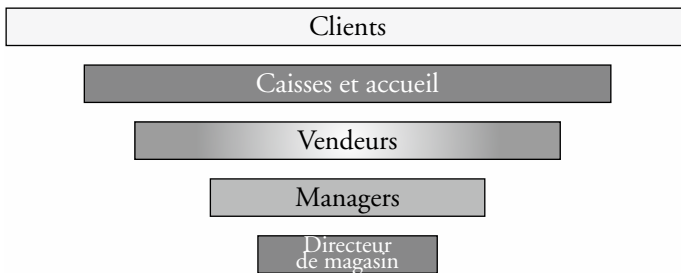 Clients
Caisses et accueil
Vendeurs
Managers
Directeur
de magasin